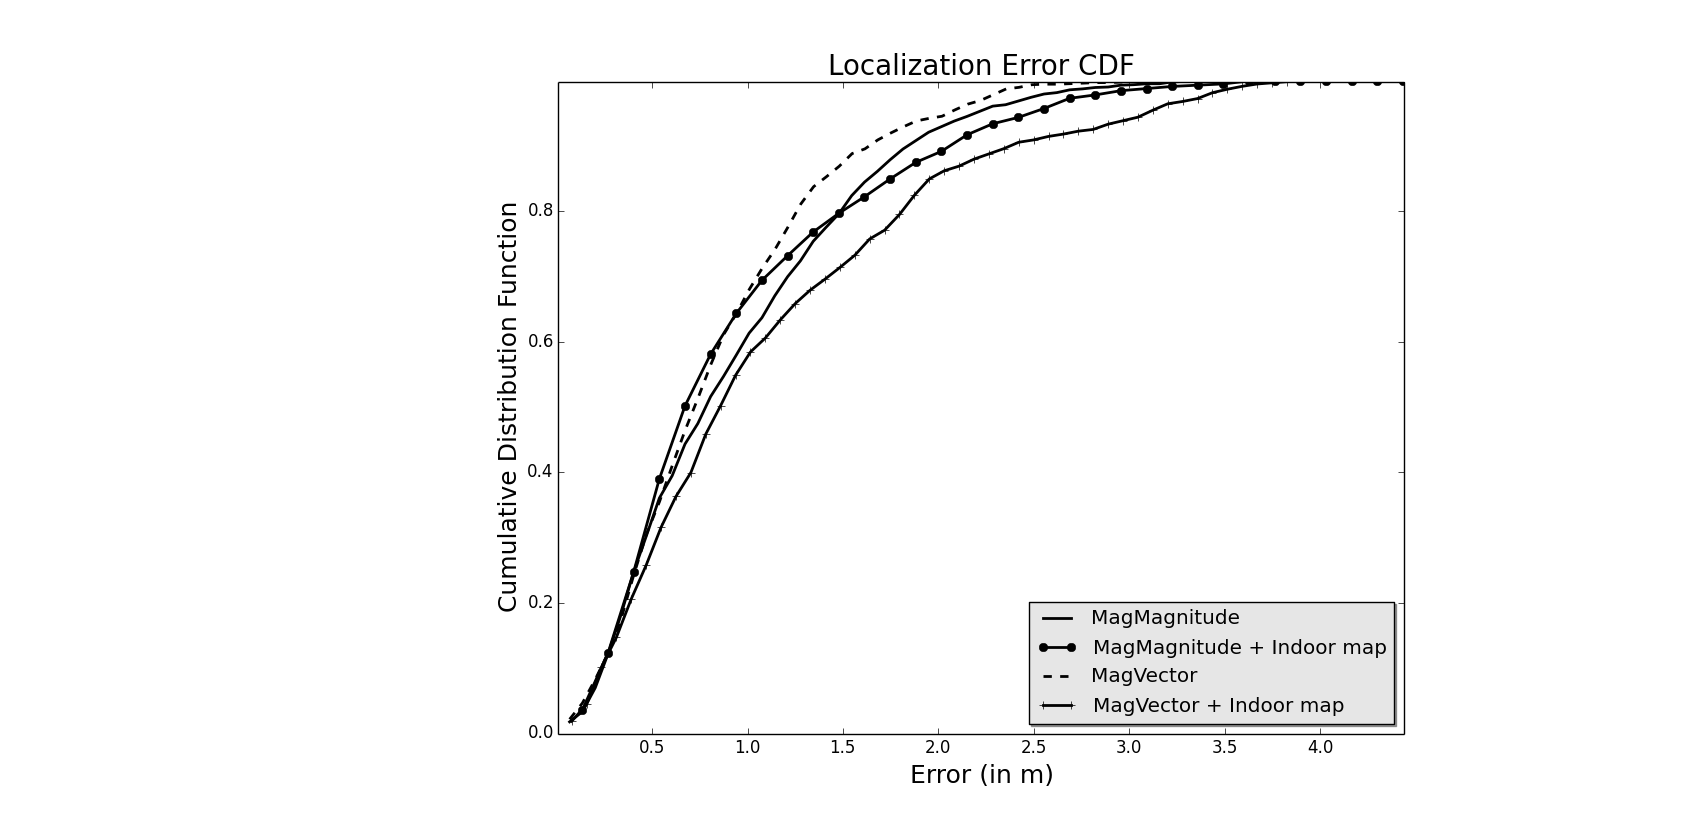 Localization Error CDF
Cumulative Distribution Function
0.8
0.6
0.4
0.2
0.0
0.5 1.0 1.5 2.0 2.5 3.0 3.5 4.0
Error (in m)
MagMagnitude
MagMagnitude + Indoor map
MagVector
MagVector + Indoor map